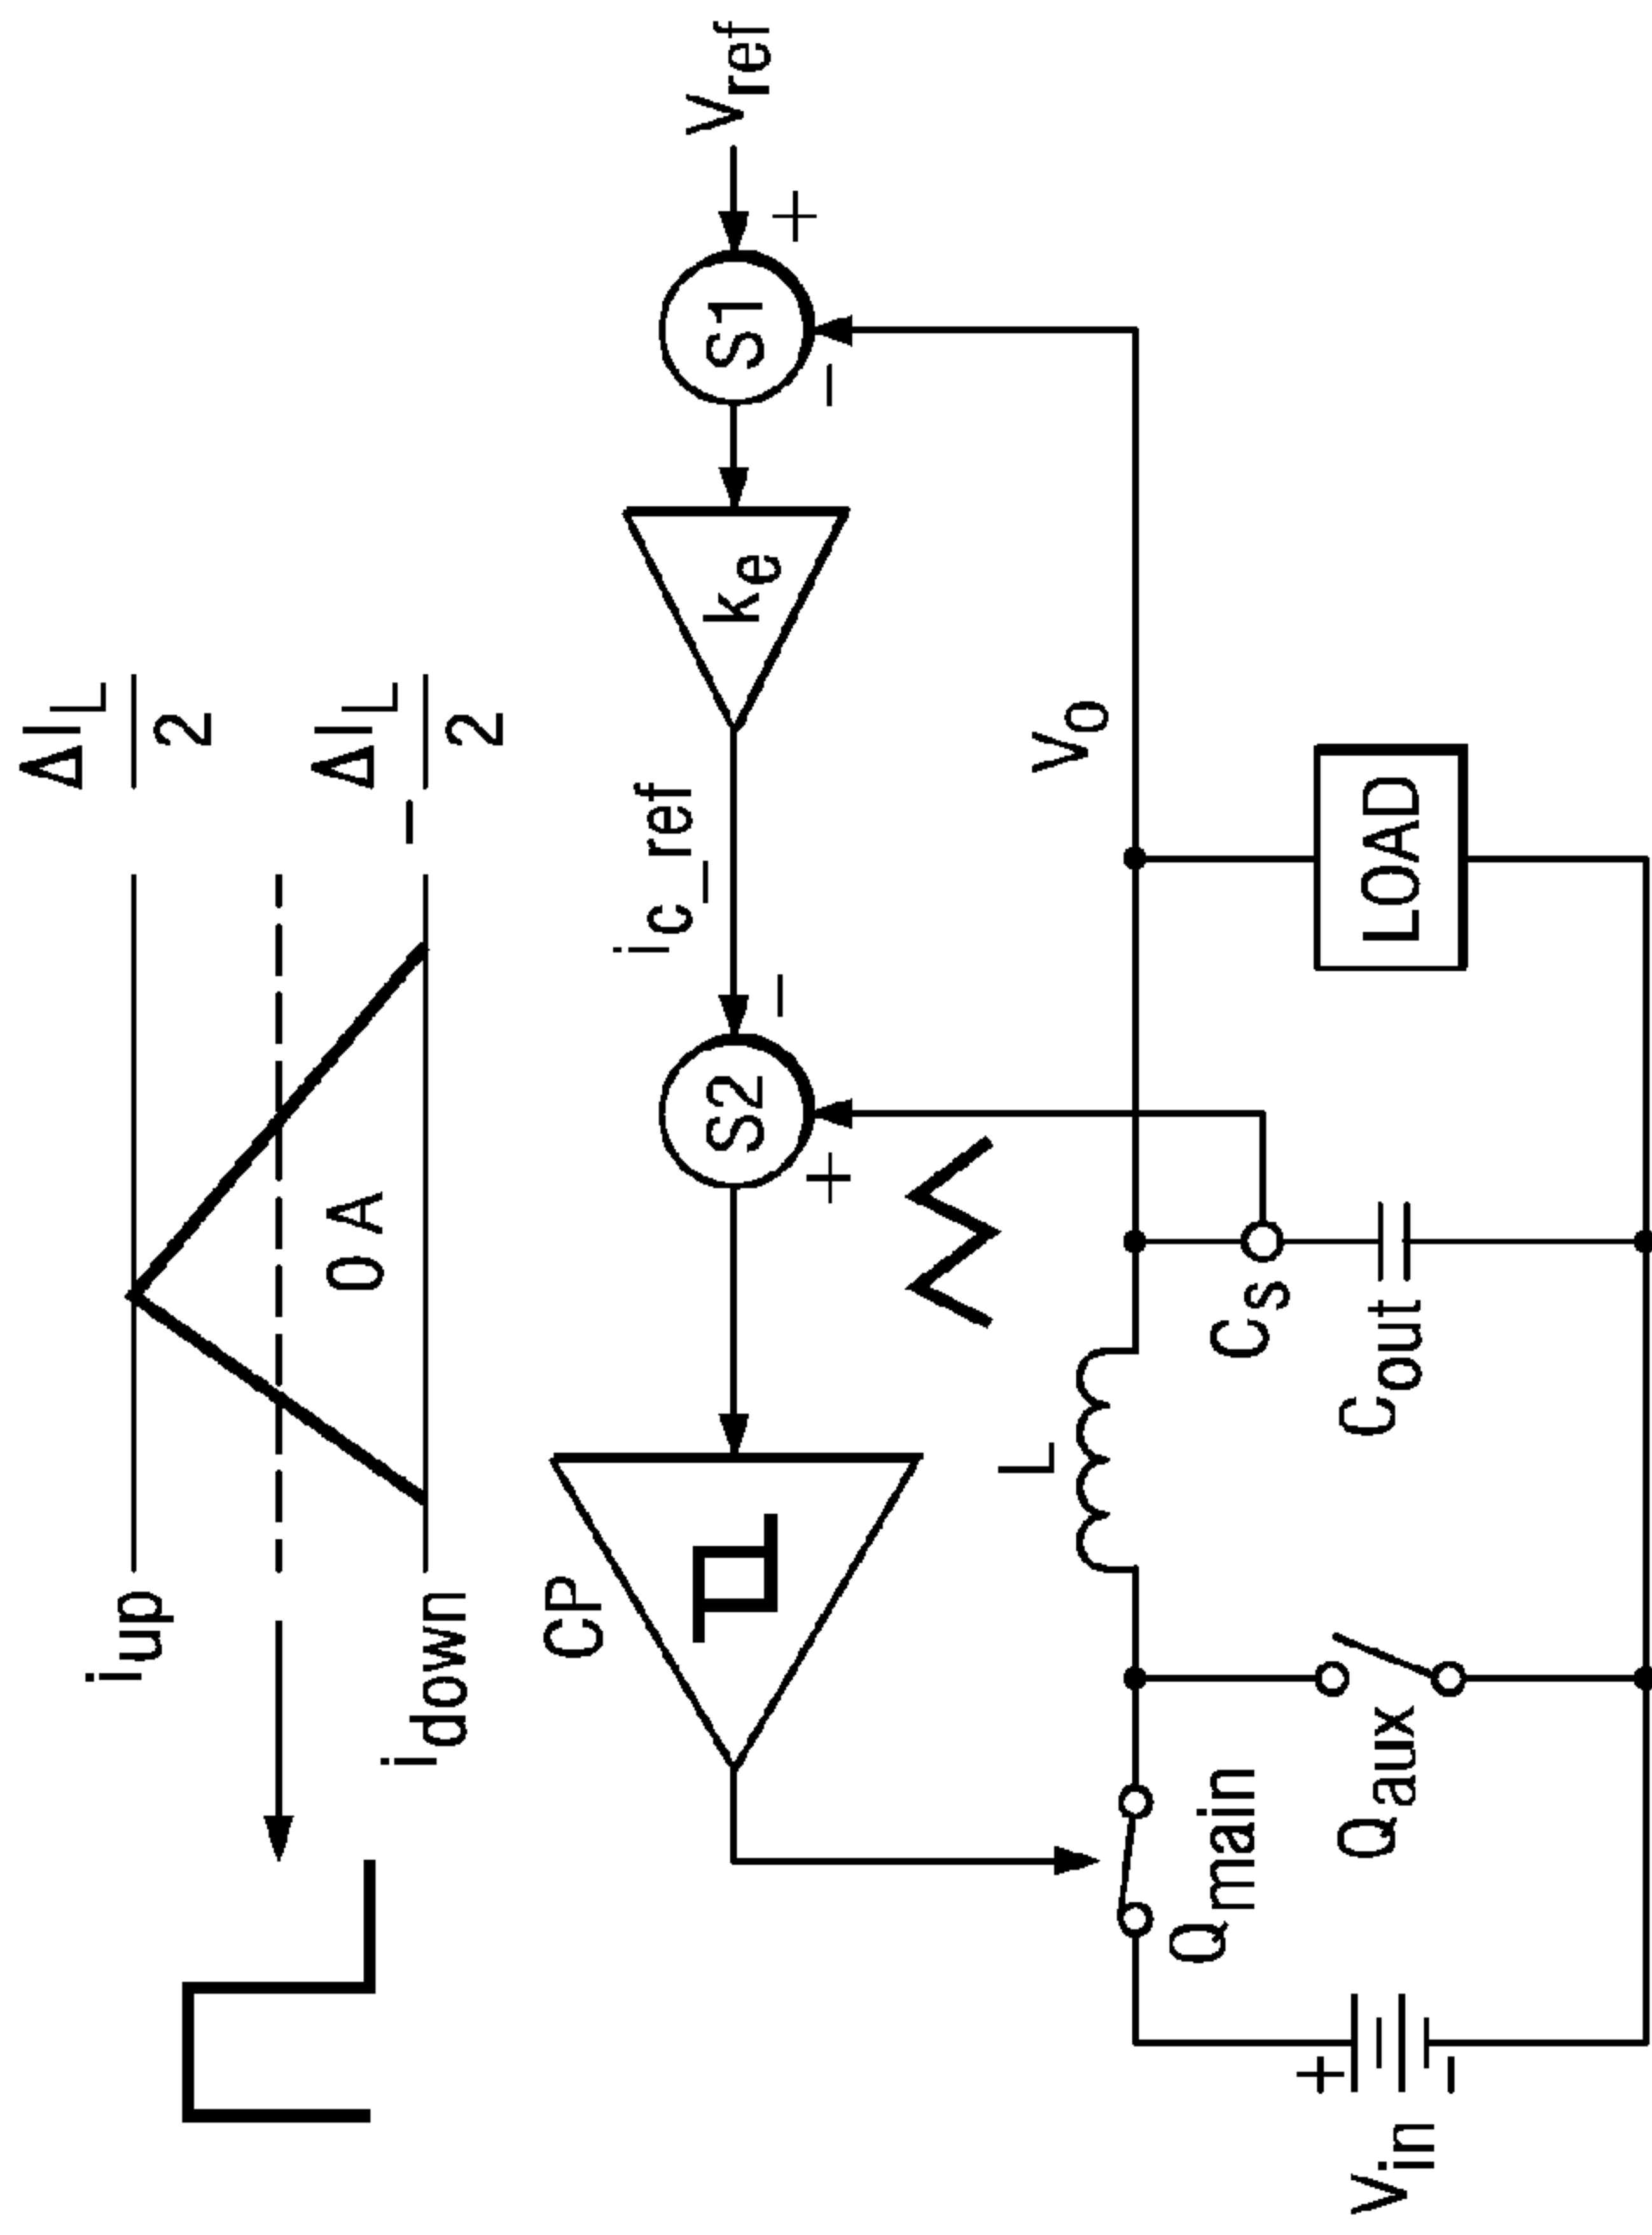 i_up
ΔI_L
2
0 A
i_down
- ΔI_L
2
CP
i_c_ref
V_ref
S2
k_e
S1
+
-
-
+
L
V_o
Q_main
C_s
V_in
+
-
Q_aux
C_out
LOAD